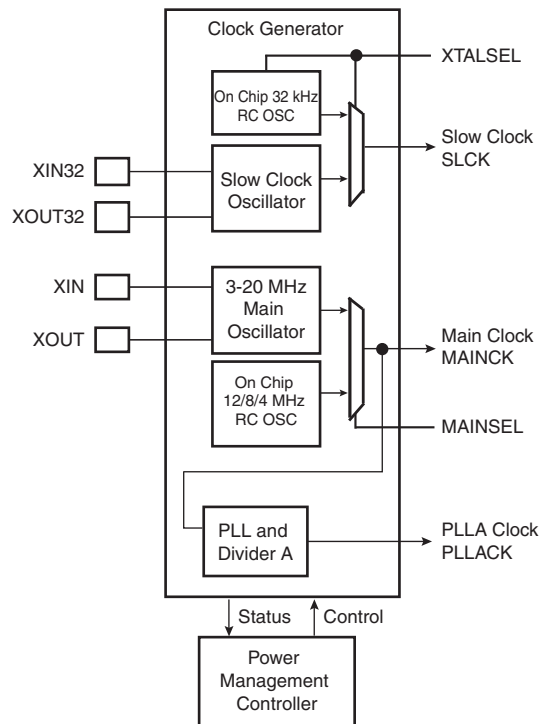 Clock Generator
XTALSEL
On Chip 32 kHz
RC OSC
Slow Clock
SLCK
XIN32
XOUT32
Slow Clock
Oscillator
XIN
XOUT
3-20 MHz
Main
Oscillator
Main Clock
MAINCK
On Chip
12/8/4 MHz
RC OSC
MAINSEL
PLL and
Divider A
PLLA Clock
PLLACK
Status
Control
Power
Management
Controller